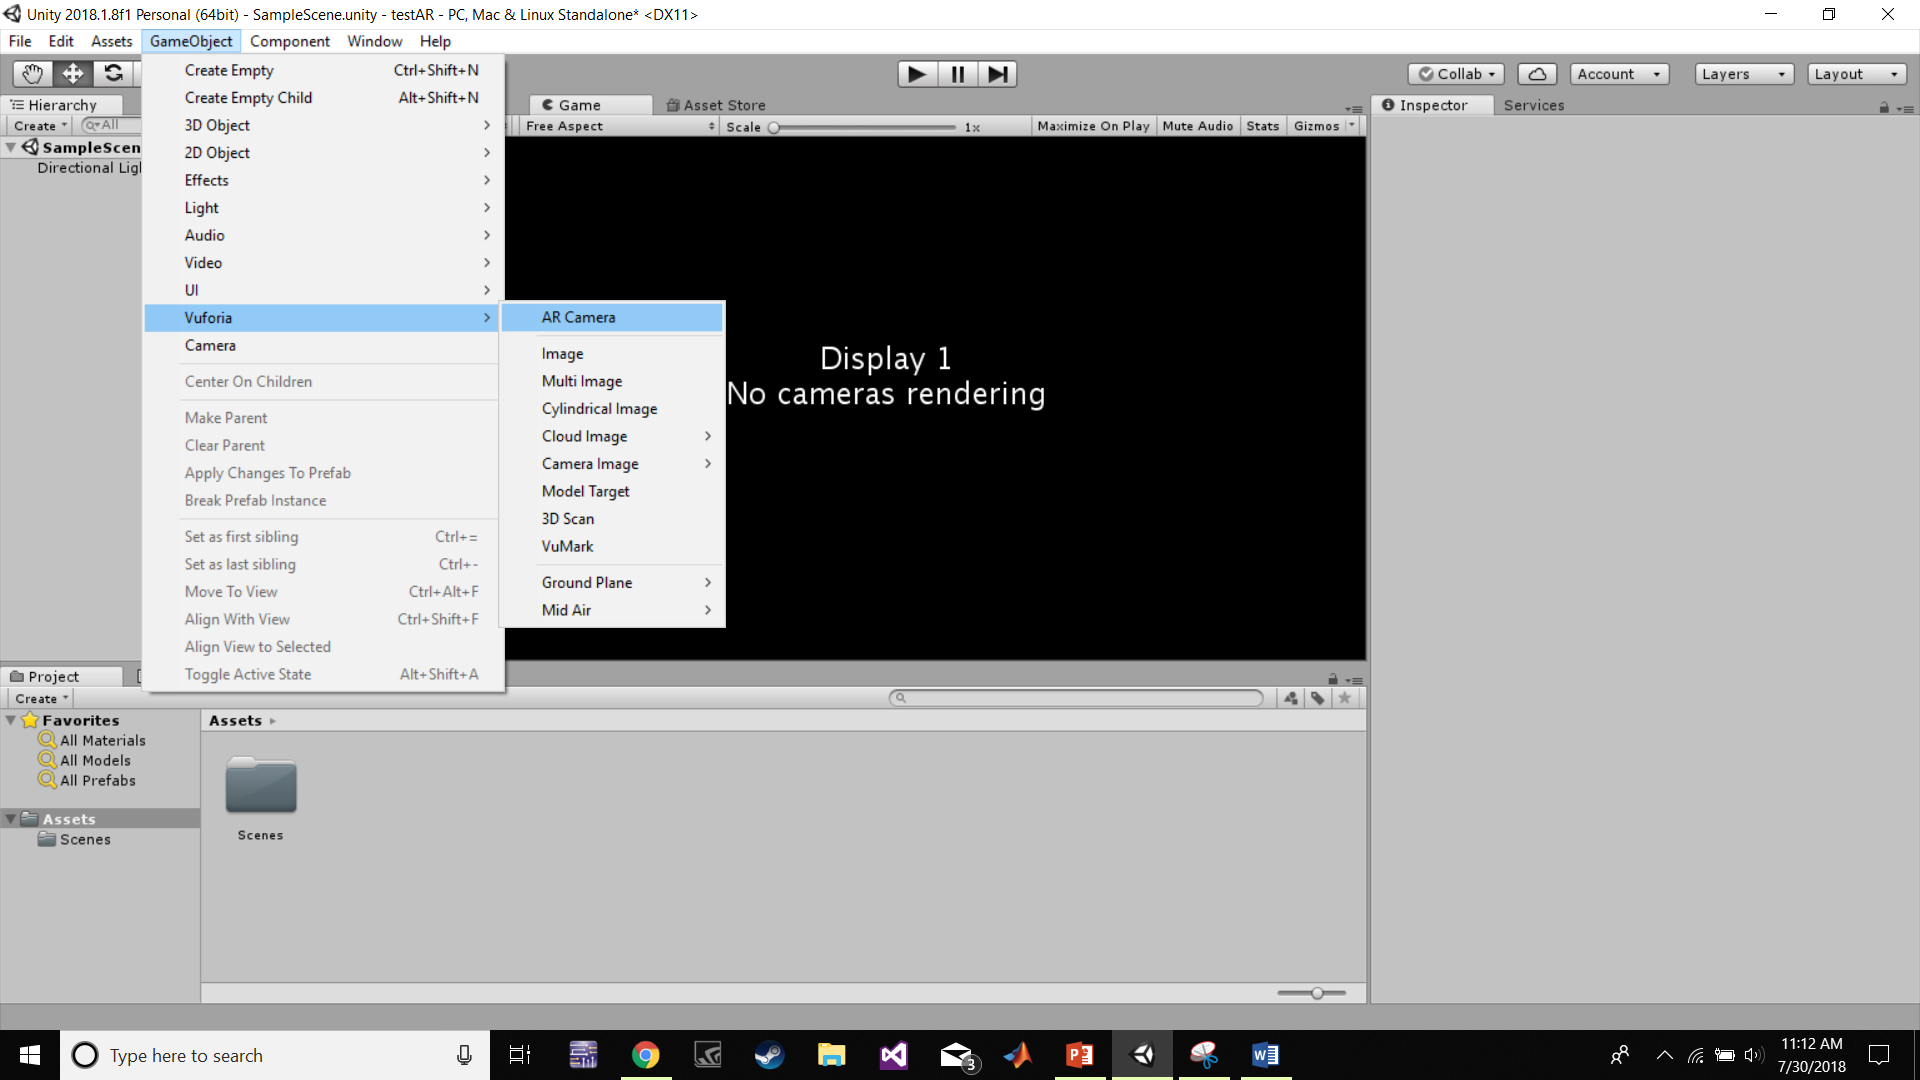 Unity 2018.1.8f1 Personal (64bit) - SampleScene.unity - testAR - PC, Mac & Linux Standalone* <DX11>
File Edit Assets GameObject Component Window Help
Collab Account Layers Layout
Hierarchy
Create All
SampleScen
Directional Ligh
Create Empty Ctrl+Shift+N
Create Empty Child Alt+Shift+N
3D Object
2D Object
Effects
Light
Audio
Video
UI
Vuforia
Camera
Center On Children
Make Parent
Clear Parent
Apply Changes To Prefab
Break Prefab Instance
Set as first sibling Ctrl+=
Set as last sibling Ctrl+-
Move To View Ctrl+Alt+F
Align With View Ctrl+Shift+F
Align View to Selected
Toggle Active State Alt+Shift+A
AR Camera
Image
Multi Image
Cylindrical Image
Cloud Image
Camera Image
Model Target
3D Scan
VuMark
Ground Plane
Mid Air
Game Asset Store
Free Aspect Scale 1x Maximize On Play Mute Audio Stats Gizmos
Display 1
No cameras rendering
Inspector Services
Project
Create
Favorites
All Materials
All Models
All Prefabs
Assets
Scenes
Assets
Scenes
Type here to search
3
11:12 AM
7/30/2018